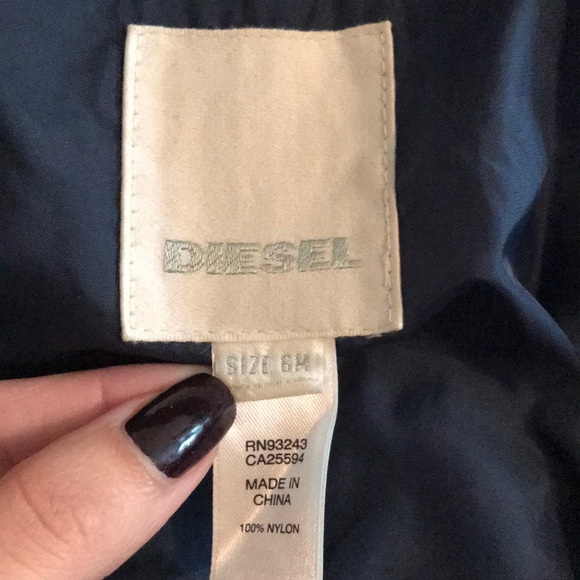 DIESEL
SIZE 6M
RN93243
CA25594
MADE IN
CHINA
100% NYLON